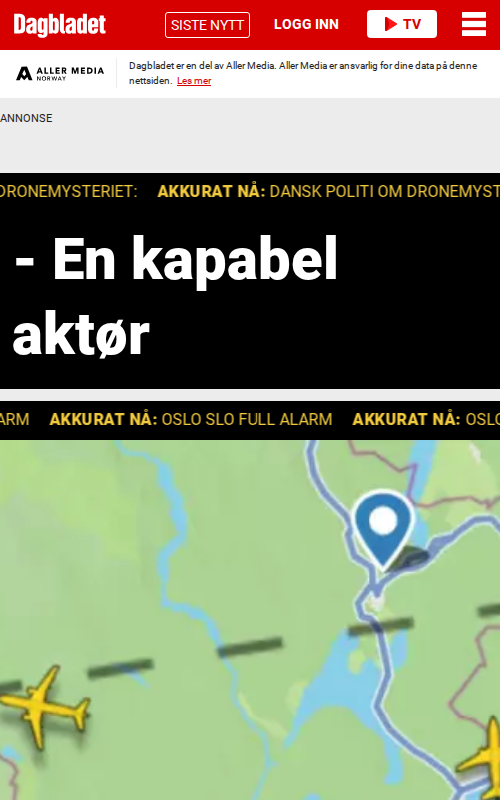 Dagbladet
SISTE NYTT
LOGG INN
TV
ALLER MEDIA
NORWAY
Dagbladet er en del av Aller Media. Aller Media er ansvarlig for dine data på denne
nettsiden. Les mer
ANNONSE
DRONEMYSTERIET: AKKURAT NÅ: DANSK POLITI OM DRONEMYST
- En kapabel
aktør
ARM AKKURAT NÅ: OSLO SLO FULL ALARM AKKURAT NÅ: OSLO